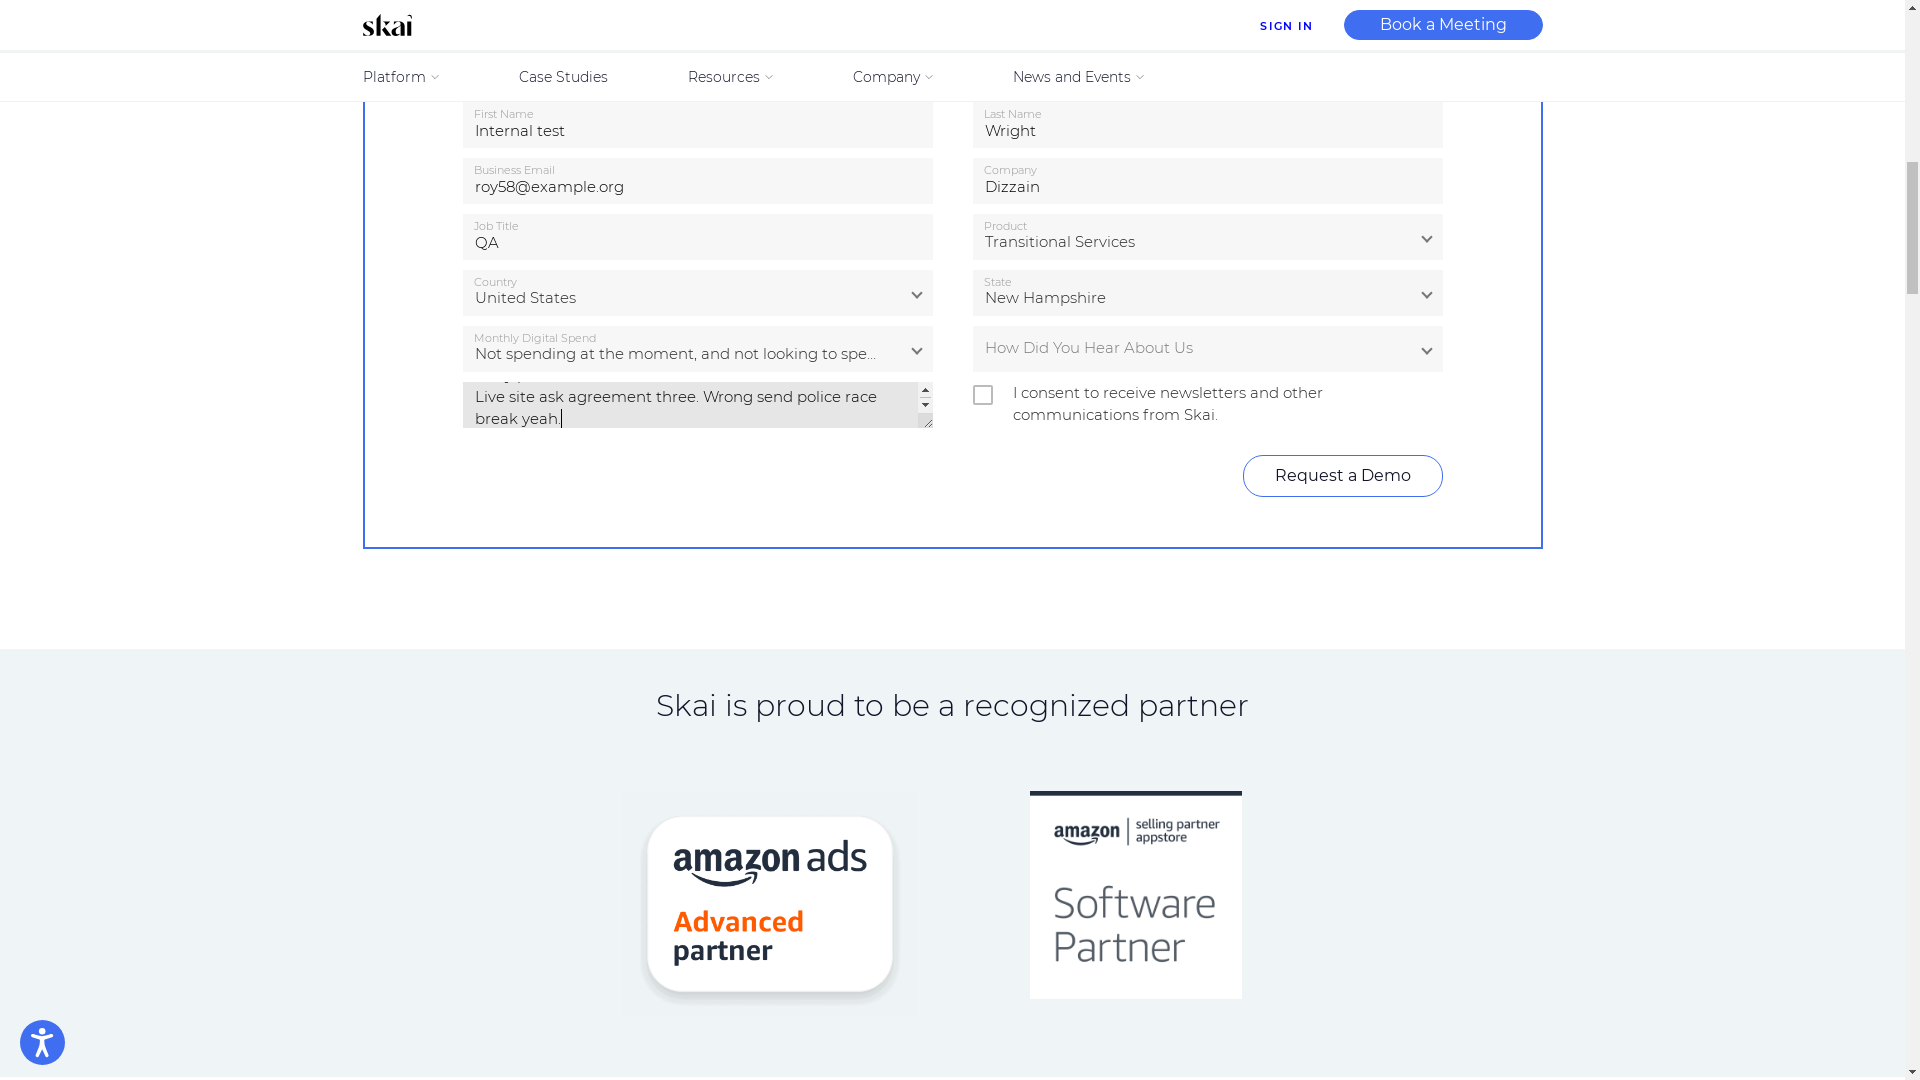 skai
SIGN IN
Book a Meeting
Platform
Case Studies
Resources
Company
News and Events
First Name
Internal test
Last Name
Wright
Business Email
roy58@example.org
Company
Dizzain
Job Title
QA
Product
Transitional Services
Country
United States
State
New Hampshire
Monthly Digital Spend
Not spending at the moment, and not looking to spe...
How Did You Hear About Us
Live site ask agreement three. Wrong send police race
break yeah.
I consent to receive newsletters and other
communications from Skai.
Request a Demo
Skai is proud to be a recognized partner
amazon ads
Advanced
partner
amazon | selling partner
appstore
Software
Partner